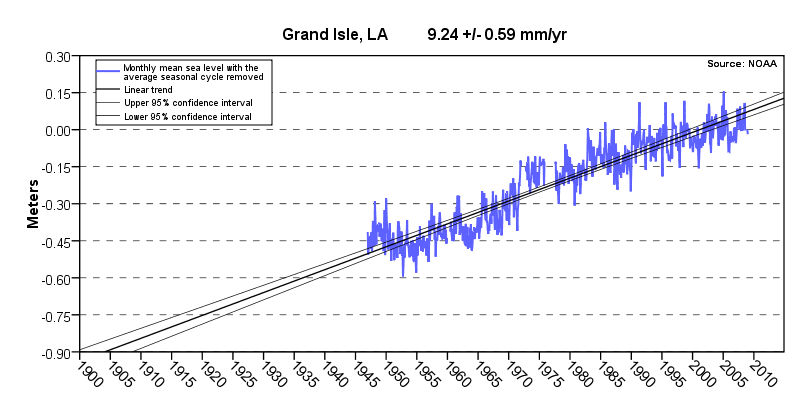 Grand Isle, LA 9.24 +/- 0.59 mm/yr
Source: NOAA
Monthly mean sea level with the
average seasonal cycle removed
Linear trend
Upper 95% confidence interval
Lower 95% confidence interval
Meters
0.30
0.15
0.00
-0.15
-0.30
-0.45
-0.60
-0.75
-0.90
1900 1905 1910 1915 1920 1925 1930 1935 1940 1945 1950 1955 1960 1965 1970 1975 1980 1985 1990 1995 2000 2005 2010